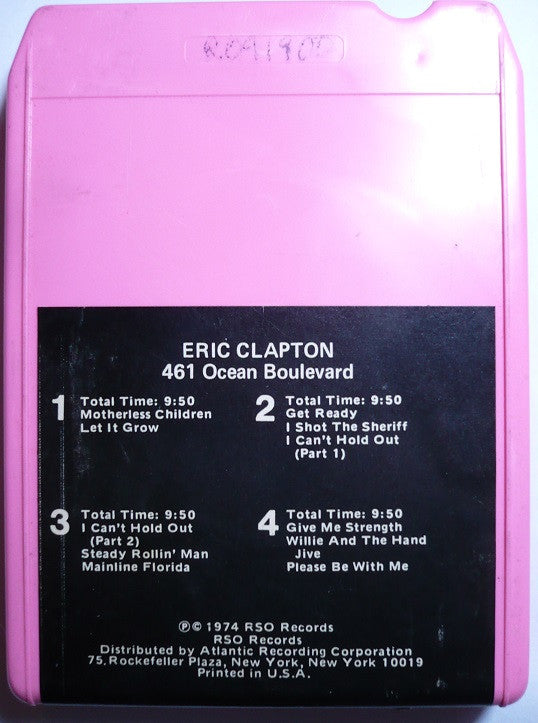 ERIC CLAPTON
461 Ocean Boulevard
1 Total Time: 9:50
Motherless Children
Let It Grow
2 Total Time: 9:50
Get Ready
I Shot The Sheriff
I Can't Hold Out
(Part 1)
3 Total Time: 9:50
I Can't Hold Out
(Part 2)
Steady Rollin' Man
Mainline Florida
4 Total Time: 9:50
Give Me Strength
Willie And The Hand
Jive
Please Be With Me
℗© 1974 RSO Records
RSO Records
Distributed by Atlantic Recording Corporation
75, Rockefeller Plaza, New York, New York 10019
Printed in U.S.A.